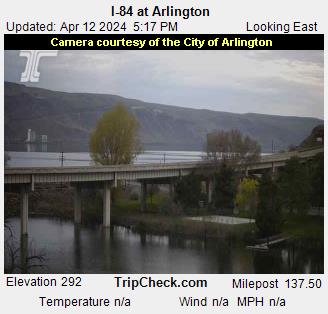 I-84 at Arlington
Updated: Apr 12 2024 5:17 PM Looking East
Camera courtesy of the City of Arlington
Elevation 292 TripCheck.com Milepost 137.50
Temperature n/a Wind n/a MPH n/a